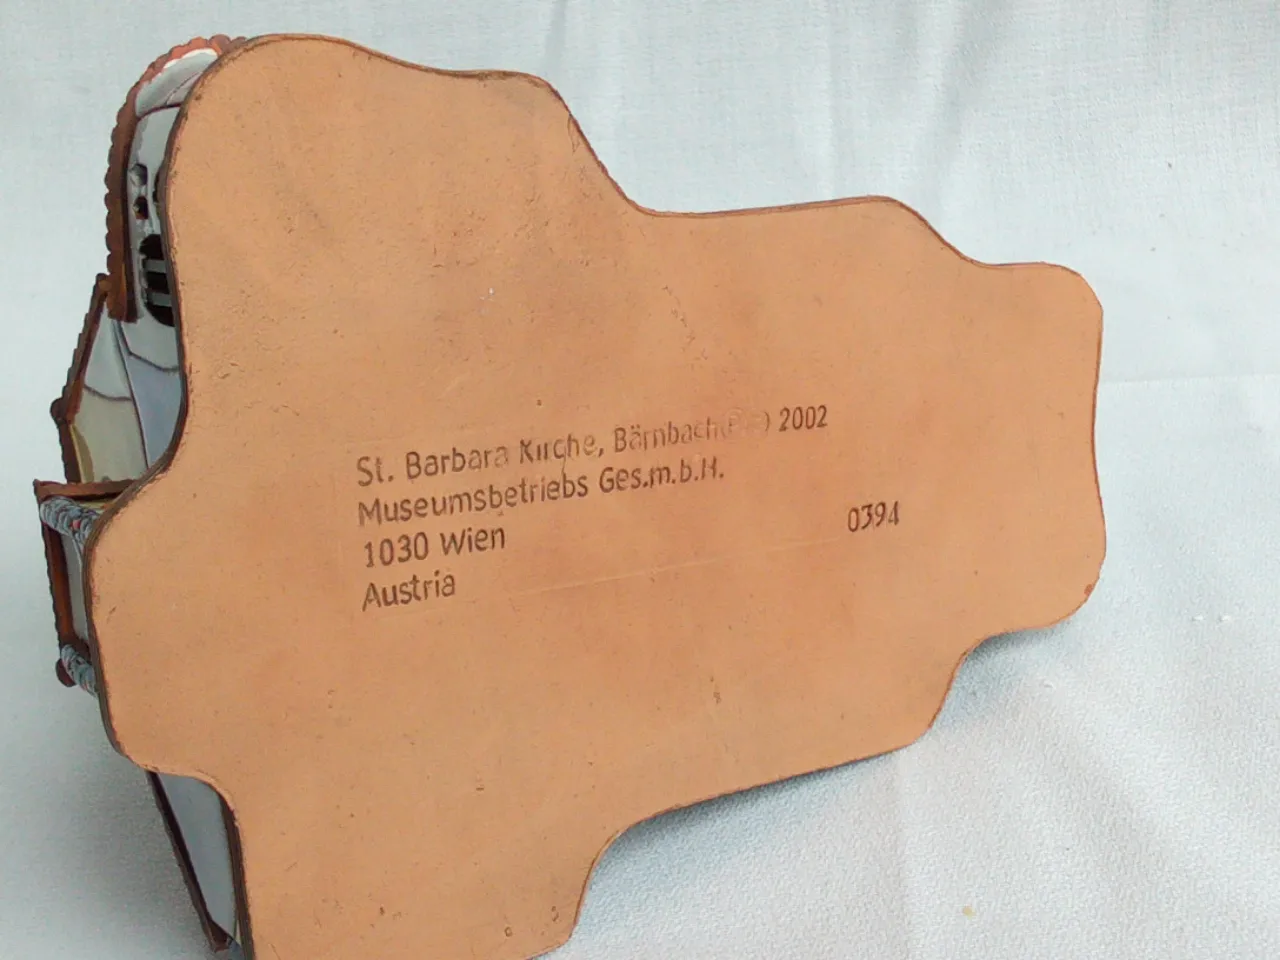 St. Barbara Kirche, Bärnbach 2002
Museumsbetriebs Ges.m.b.H.
1030 Wien
Austria
0394